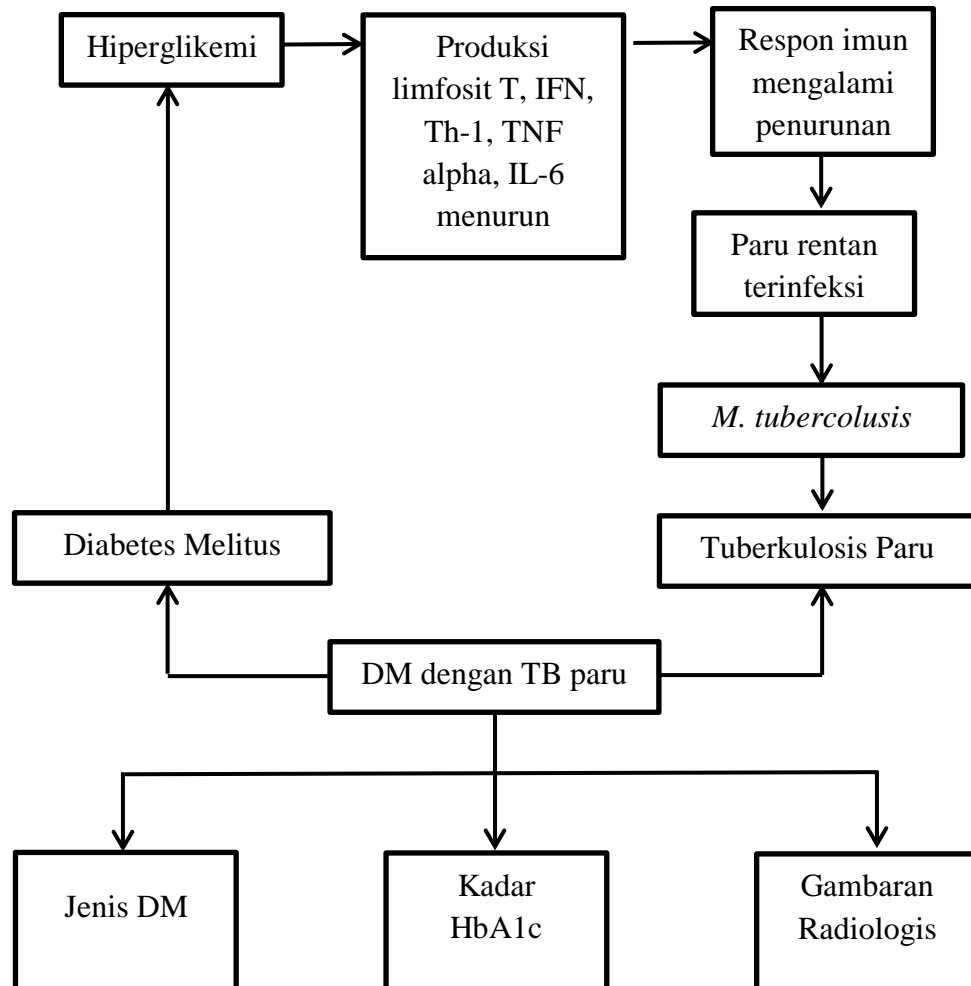 Hiperglikemi
Produksi
limfosit T, IFN,
Th-1, TNF
alpha, IL-6
menurun
Respon imun
mengalami
penurunan
Paru rentan
terinfeksi
M. tubercolusis
Diabetes Melitus
Tuberkulosis Paru
DM dengan TB paru
Jenis DM
Kadar
HbA1c
Gambaran
Radiologis